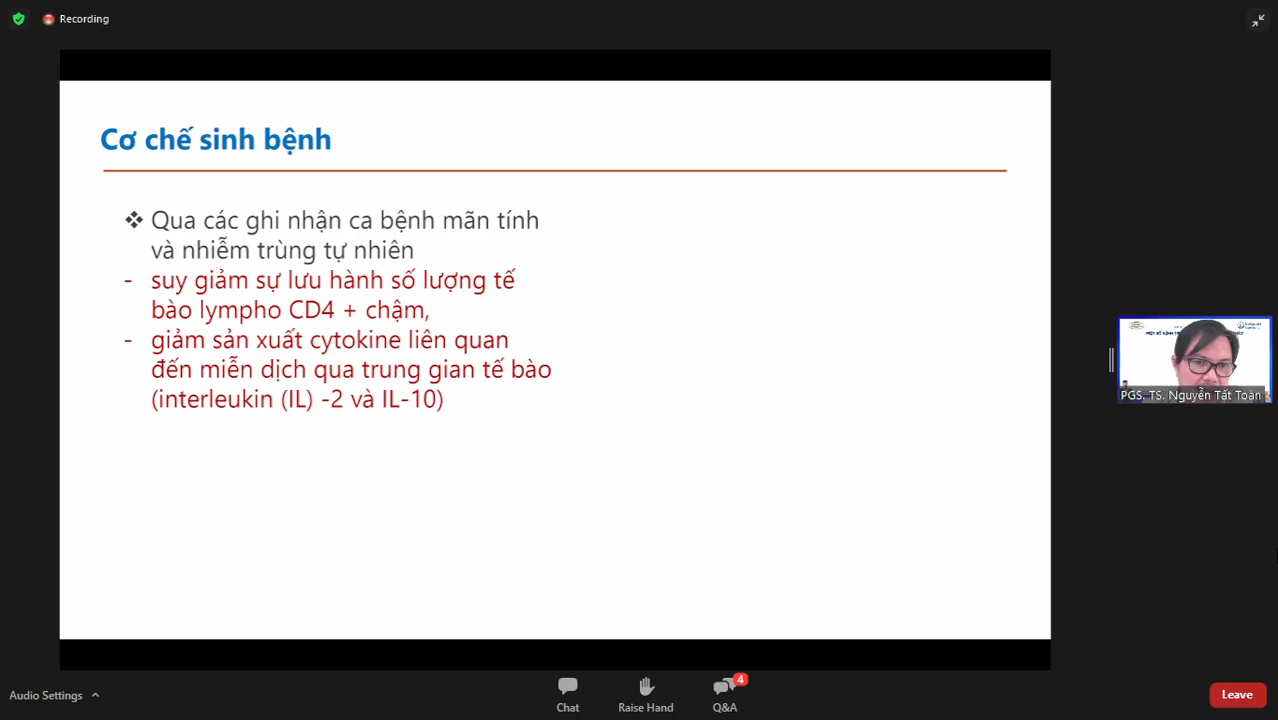 Recording
Cơ chế sinh bệnh
❖ Qua các ghi nhận ca bệnh mãn tính
và nhiễm trùng tự nhiên
- suy giảm sự lưu hành số lượng tế
bào lympho CD4 + chậm,
- giảm sản xuất cytokine liên quan
đến miễn dịch qua trung gian tế bào
(interleukin (IL) -2 và IL-10)
PGS. TS. Nguyễn Tất Toàn
Audio Settings
Chat
Raise Hand
4
Q&A
Leave